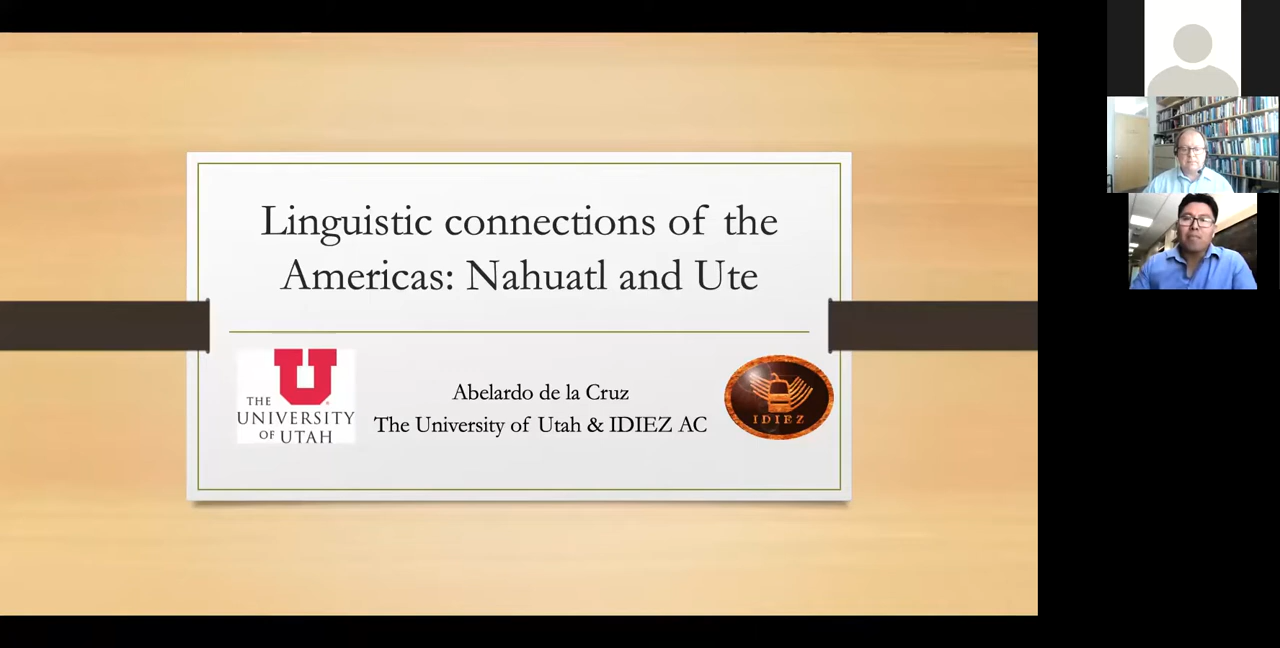 Linguistic connections of the
Americas: Nahuatl and Ute
THE
UNIVERSITY
OF UTAH
Abelardo de la Cruz
The University of Utah & IDIEZ AC
IDIEZ